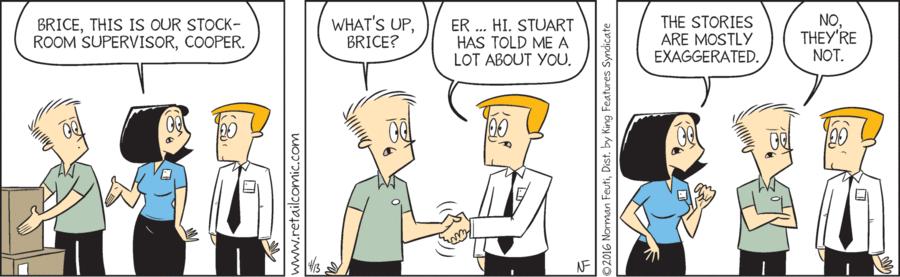 BRICE, THIS IS OUR STOCK-
ROOM SUPERVISOR, COOPER.
www.retailcomic.com
4/13
WHAT'S UP,
BRICE?
ER ... HI. STUART
HAS TOLD ME A
LOT ABOUT YOU.
NF
©2016 Norman Feuti, Dist. by King Features Syndicate
THE STORIES
ARE MOSTLY
EXAGGERATED.
NO,
THEY'RE
NOT.